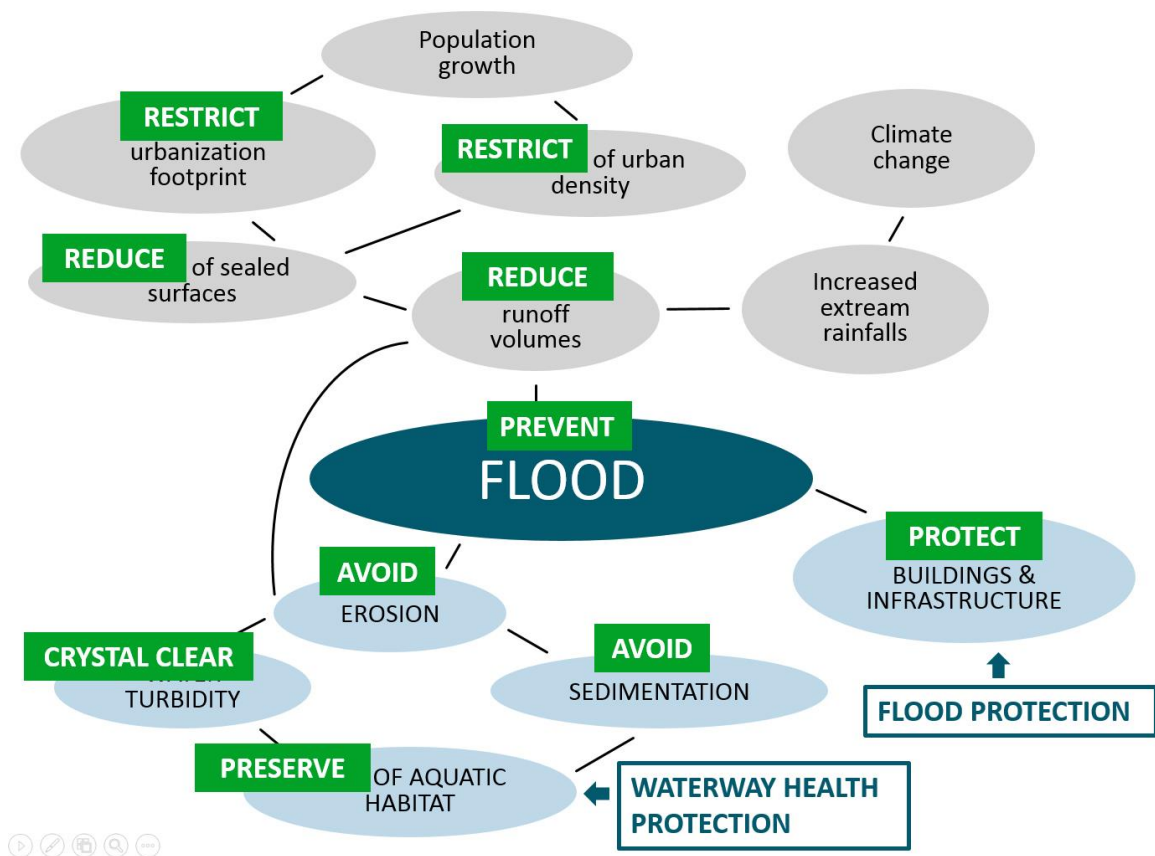 Population
growth
RESTRICT
urbanization
footprint
RESTRICT of urban
density
Climate
change
REDUCE of sealed
surfaces
REDUCE
runoff
volumes
Increased
extream
rainfalls
PREVENT
FLOOD
PROTECT
BUILDINGS &
INFRASTRUCTURE
AVOID
EROSION
CRYSTAL CLEAR
TURBIDITY
AVOID
SEDIMENTATION
FLOOD PROTECTION
PRESERVE OF AQUATIC
HABITAT
WATERWAY HEALTH
PROTECTION